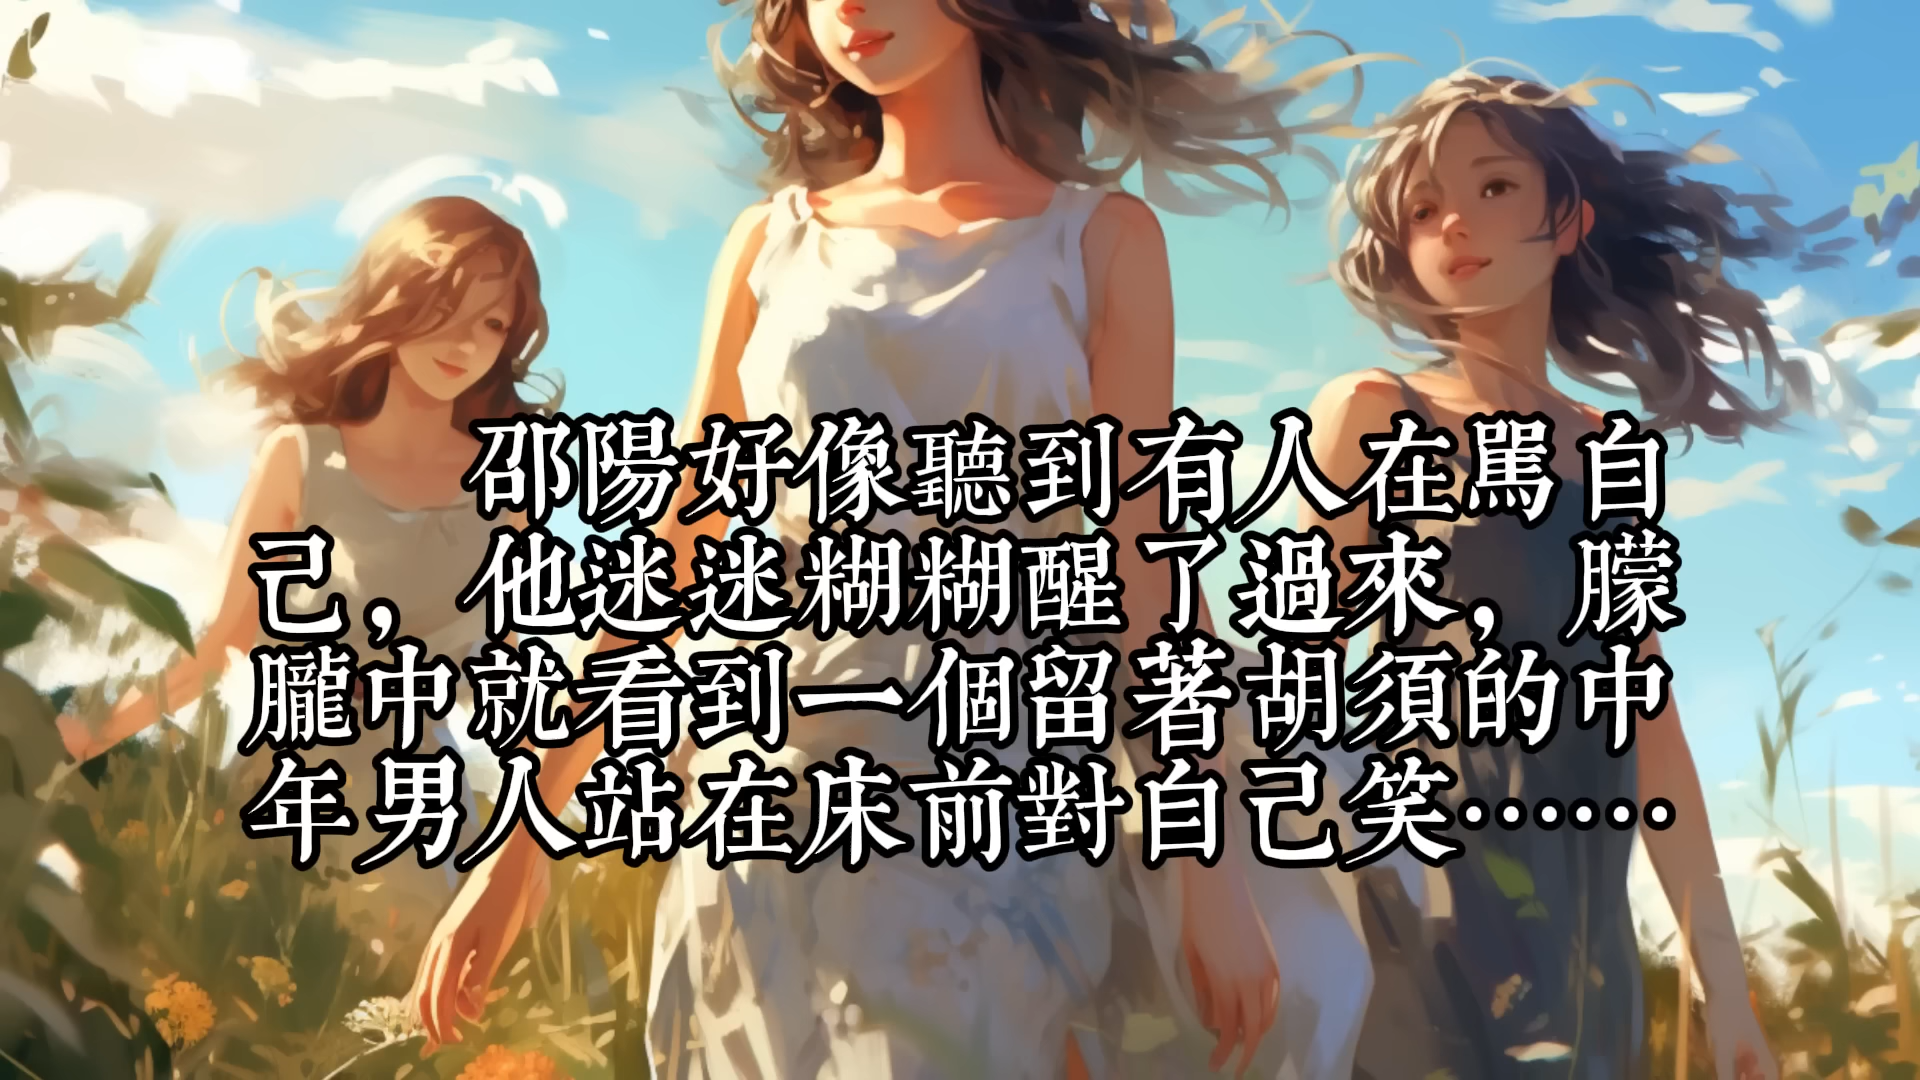 邵陽好像聽到有人在罵自
己，他迷迷糊糊醒了過來，朦
朧中就看到一個留著胡須的中
年男人站在床前對自己笑……